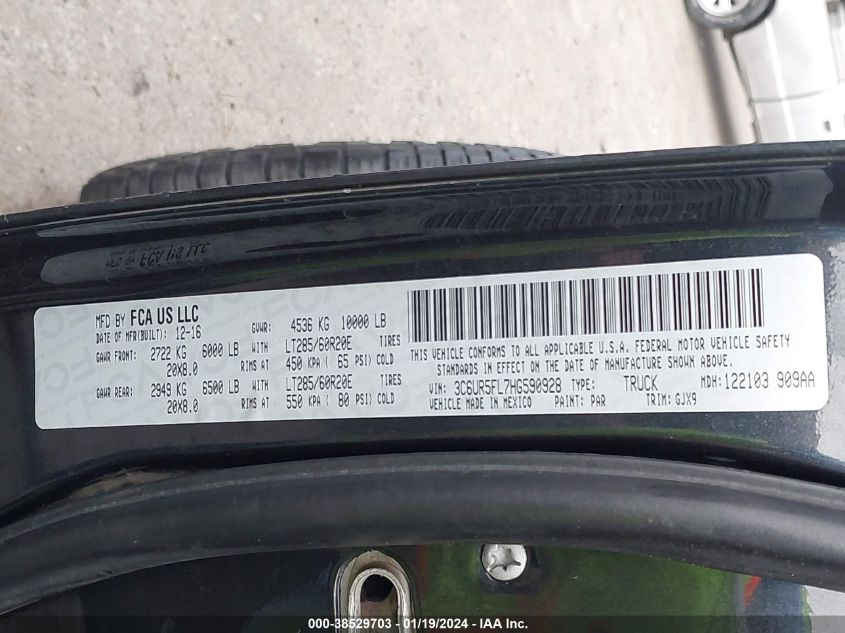 MFD BY FCA US LLC
DATE OF MFR(BUILT): 12-16 GVWR: 4536 KG 10000 LB
GAWR FRONT: 2722 KG 6000 LB WITH LT285/60R20E TIRES
20X8.0 RIMS AT 450 KPA ( 65 PSI) COLD
GAWR REAR: 2949 KG 6500 LB WITH LT285/60R20E TIRES
20X8.0 RIMS AT 550 KPA ( 80 PSI) COLD
THIS VEHICLE CONFORMS TO ALL APPLICABLE U.S.A. FEDERAL MOTOR VEHICLE SAFETY
STANDARDS IN EFFECT ON THE DATE OF MANUFACTURE SHOWN ABOVE.
VIN: 3C6UR5FL7HG590928 TYPE: TRUCK MDH: 122103 909AA
VEHICLE MADE IN MEXICO PAINT: PAR TRIM: GJX9
000-38529703 - 01/19/2024 - IAA Inc.